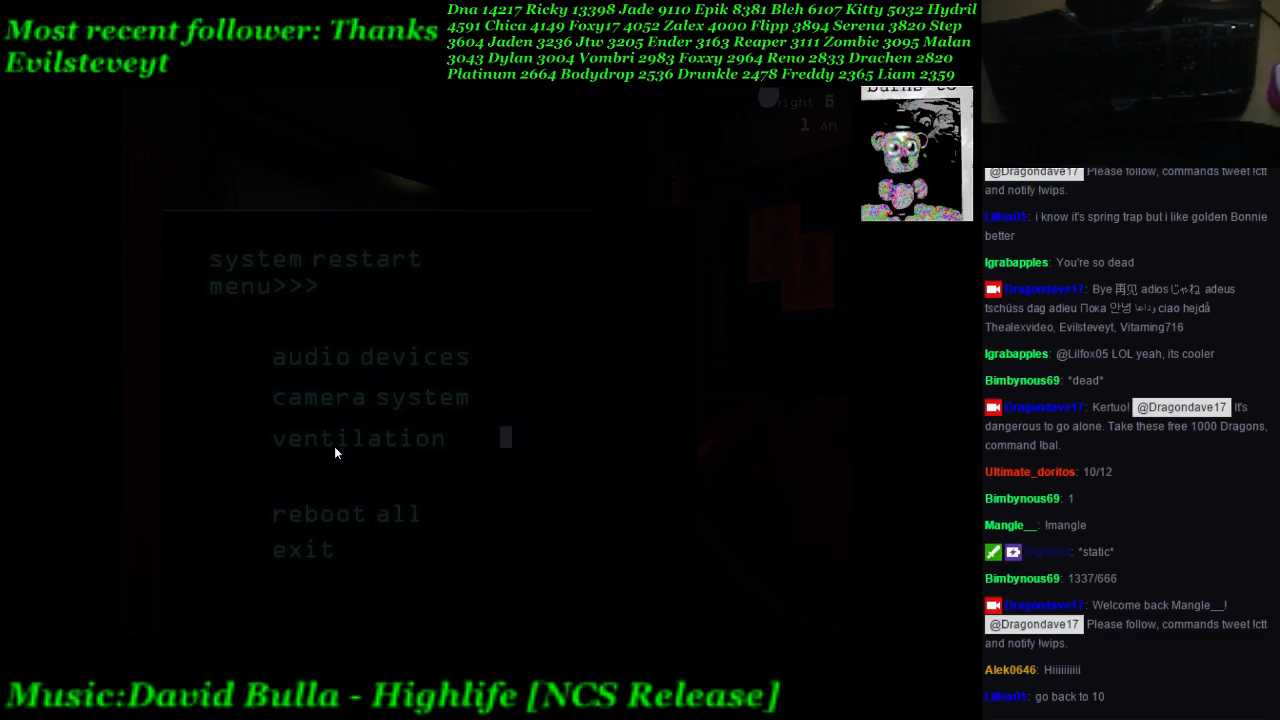 Most recent follower: Thanks
Evilsteveyt
Dna 14217 Ricky 13398 Jade 9110 Epik 8381 Bleh 6107 Kitty 5032 Hydril
4591 Chica 4149 Foxy17 4052 Zalex 4000 Flipp 3894 Serena 3820 Step
3604 Jaden 3236 Jtw 3205 Ender 3163 Reaper 3111 Zombie 3095 Malan
3043 Dylan 3004 Vombri 2983 Foxxy 2964 Reno 2833 Drachen 2820
Platinum 2664 Bodydrop 2536 Drunkle 2478 Freddy 2365 Liam 2359
ight 6
1 AM
burns to
system restart
menu>>>
audio devices
camera system
ventilation
reboot all
exit
Music:David Bulla - Highlife [NCS Release]
@Dragondave17 Please follow, commands tweet !ctt
and notify !wips.
Lilfox05: i know it's spring trap but i like golden Bonnie
better
Igrabapples: You're so dead
Dragondave17: Bye 再见 adios じゃね adeus
tschüss dag adieu Пока 안녕 وداعا ciao hejdå
Thealexvideo, Evilsteveyt, Vitaming716
Igrabapples: @Lilfox05 LOL yeah, its cooler
Bimbynous69: *dead*
Dragondave17: Kertuo! @Dragondave17 It's
dangerous to go alone. Take these free 1000 Dragons,
command !bal.
Ultimate_doritos: 10/12
Bimbynous69: 1
Mangle__: !mangle
: *static*
Bimbynous69: 1337/666
Dragondave17: Welcome back Mangle__!
@Dragondave17 Please follow, commands tweet !ctt
and notify !wips.
Alek0646: Hiiiiiiiiii
Lilfox05: go back to 10